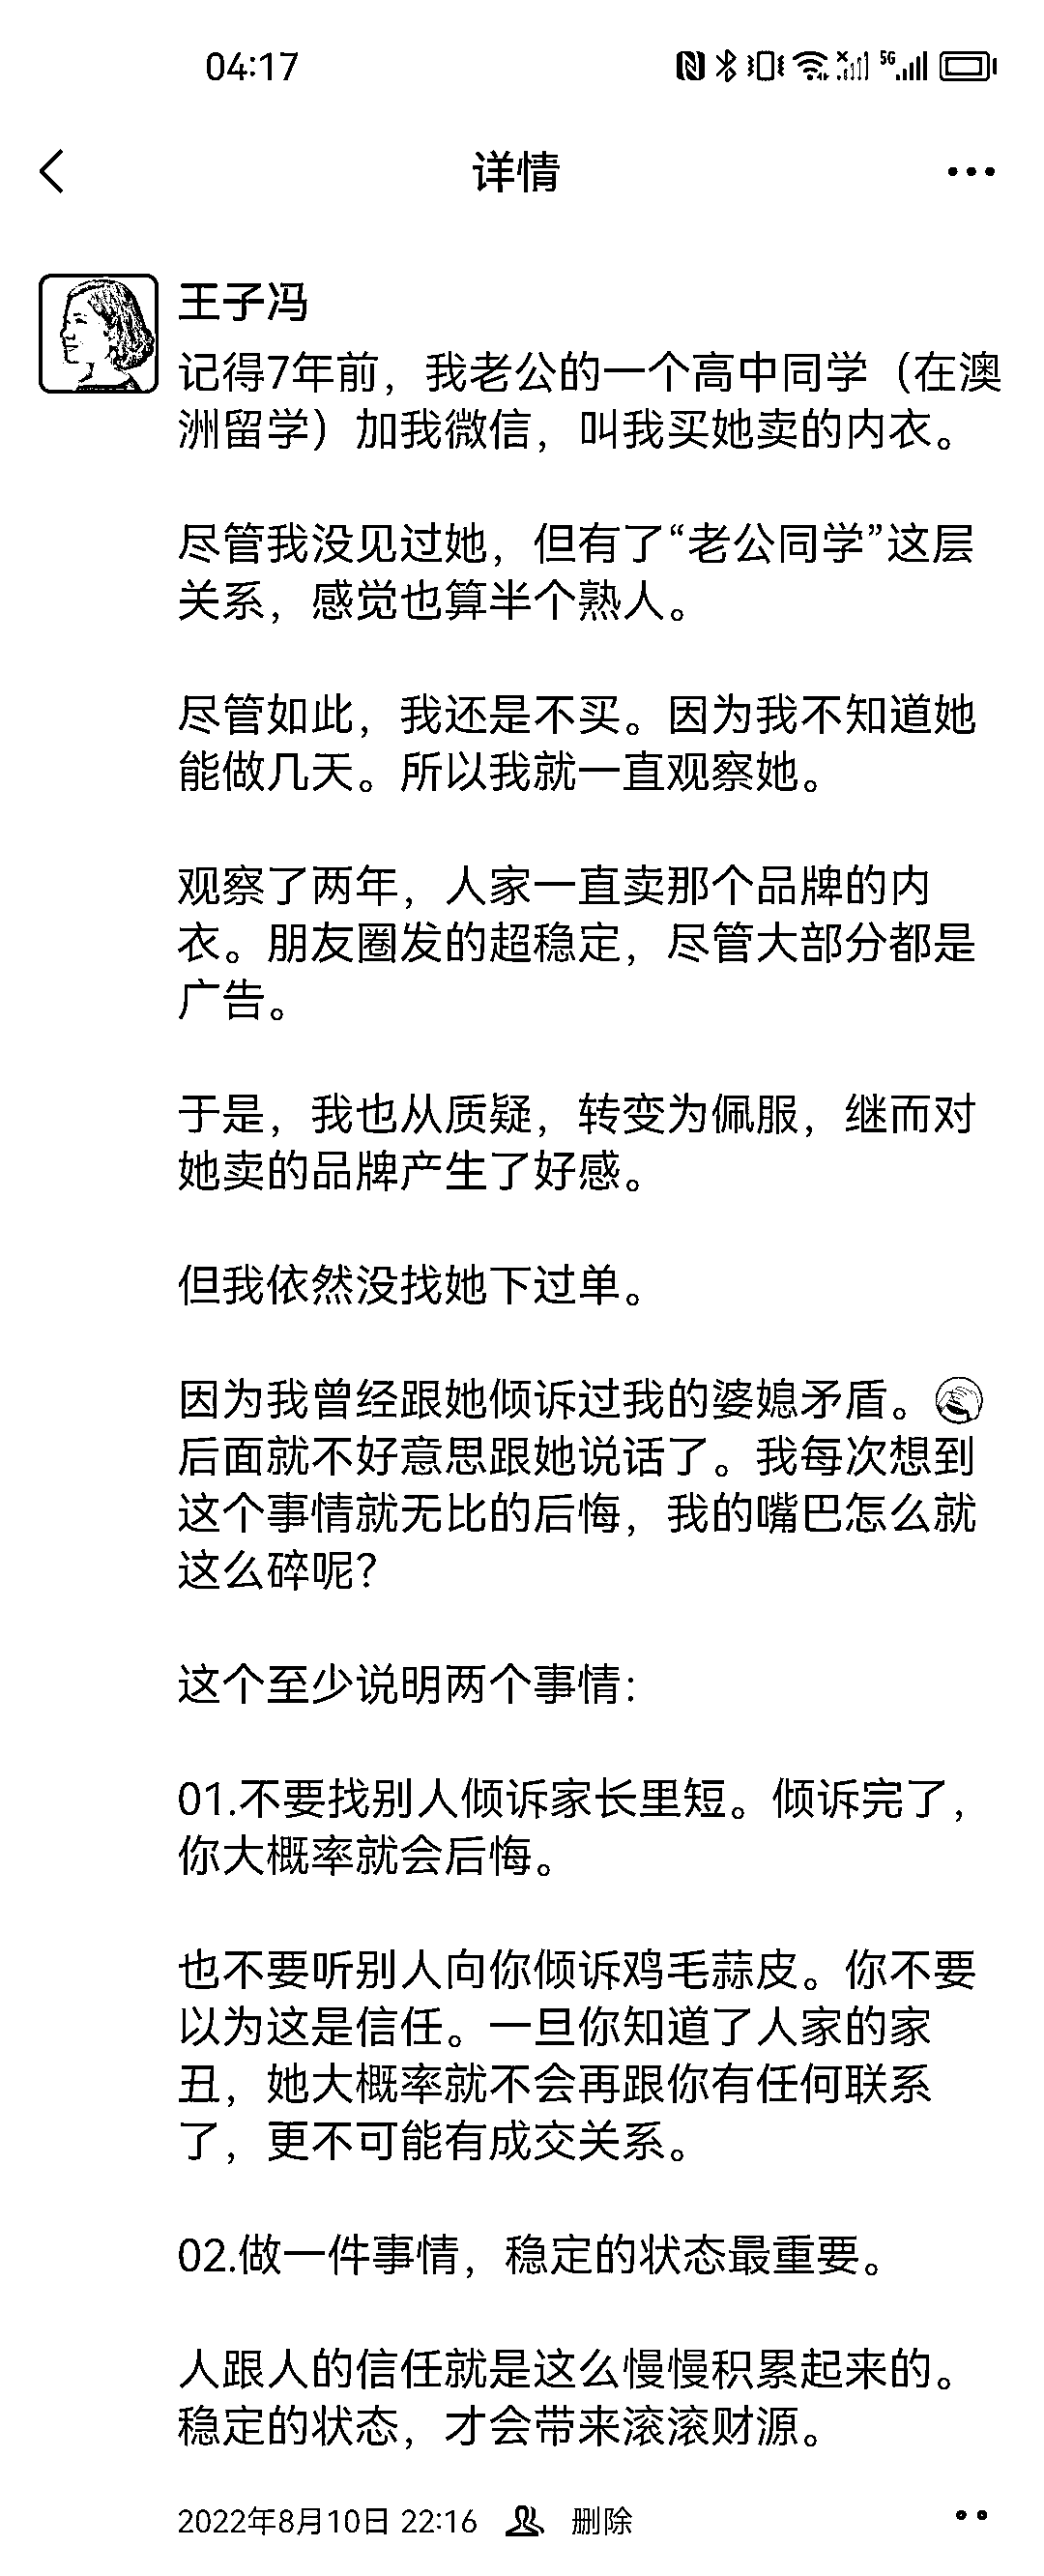 04:17
5G
详情
王子冯
记得7年前，我老公的一个高中同学（在澳
洲留学）加我微信，叫我买她卖的内衣。
尽管我没见过她，但有了“老公同学”这层
关系，感觉也算半个熟人。
尽管如此，我还是不买。因为我不知道她
能做几天。所以我就一直观察她。
观察了两年，人家一直卖那个品牌的内
衣。朋友圈发的超稳定，尽管大部分都是
广告。
于是，我也从质疑，转变为佩服，继而对
她卖的品牌产生了好感。
但我依然没找她下过单。
因为我曾经跟她倾诉过我的婆媳矛盾。
后面就不好意思跟她说话了。我每次想到
这个事情就无比的后悔，我的嘴巴怎么就
这么碎呢？
这个至少说明两个事情：
01.不要找别人倾诉家长里短。倾诉完了，
你大概率就会后悔。
也不要听别人向你倾诉鸡毛蒜皮。你不要
以为这是信任。一旦你知道了人家的家
丑，她大概率就不会再跟你有任何联系
了，更不可能有成交关系。
02.做一件事情，稳定的状态最重要。
人跟人的信任就是这么慢慢积累起来的。
稳定的状态，才会带来滚滚财源。
2022年8月10日 22:16 删除